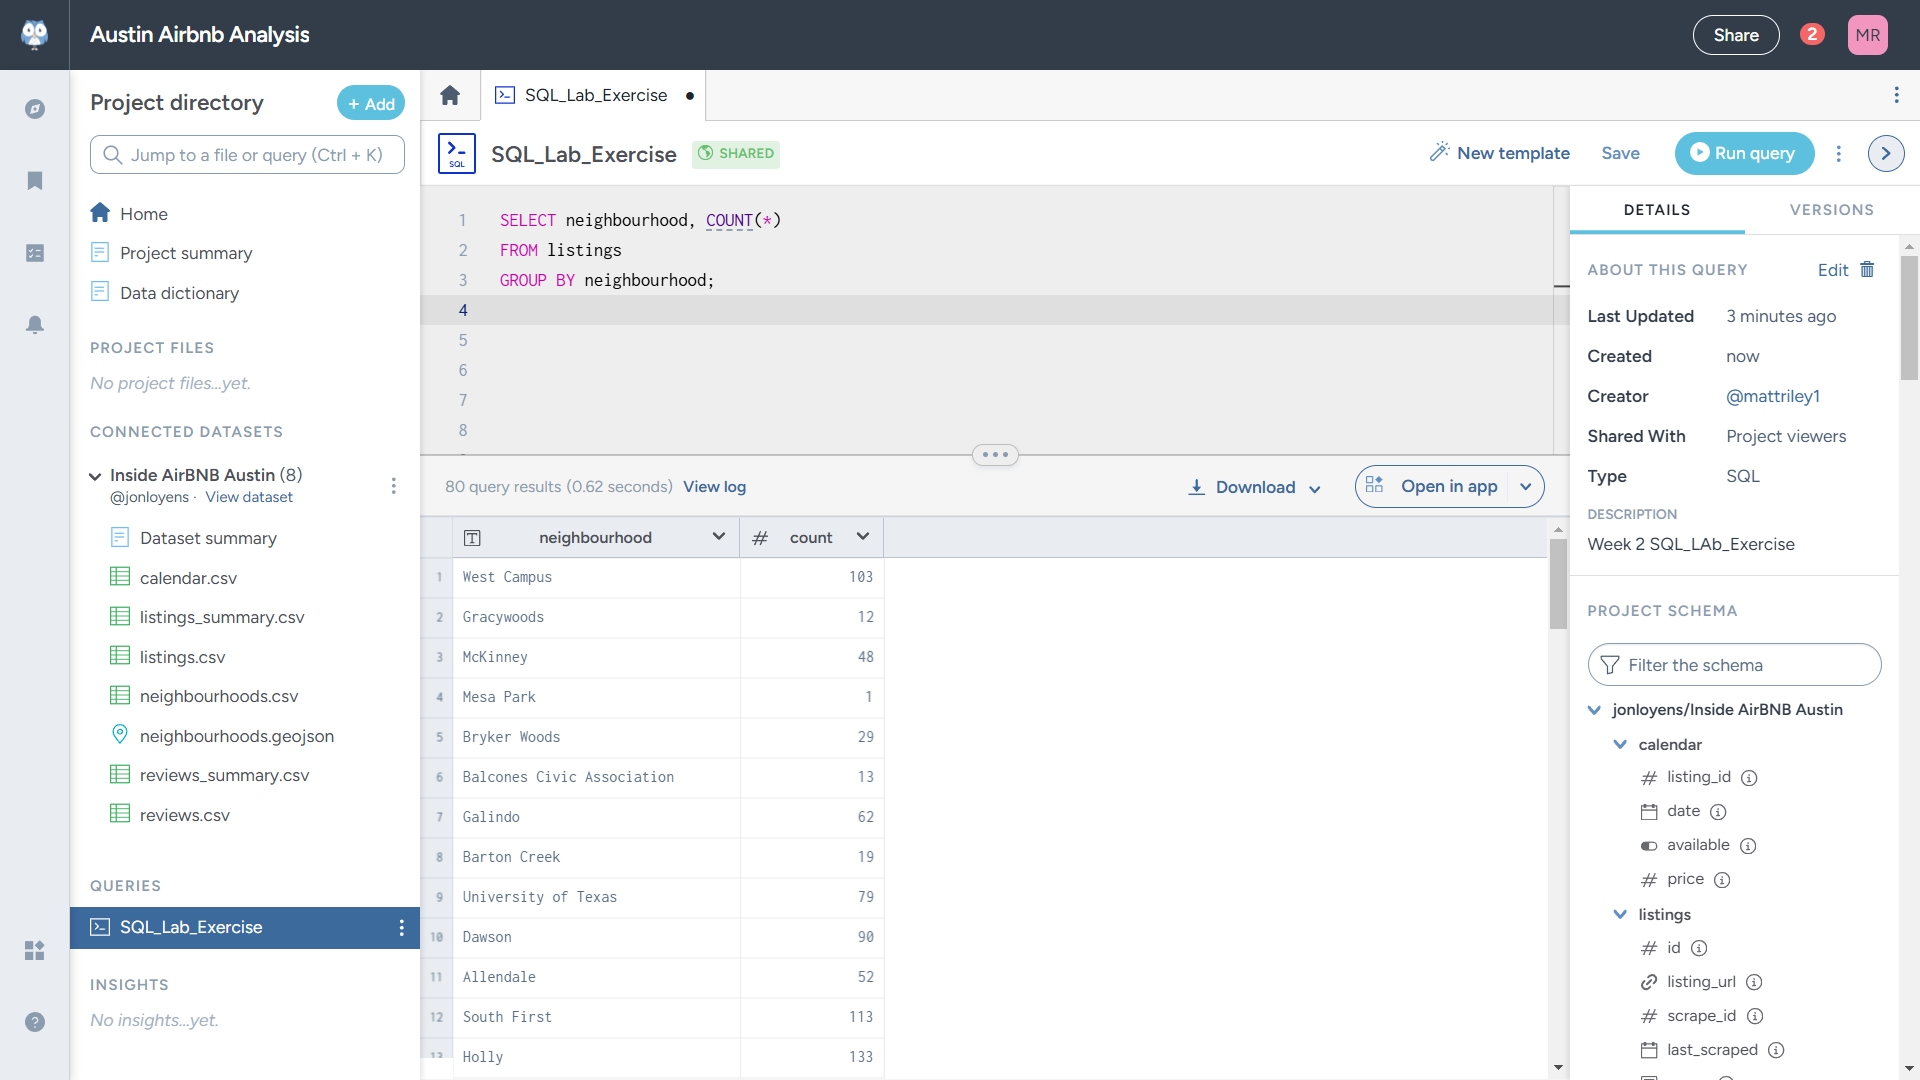 Austin Airbnb Analysis
Share
2
MR
Project directory
+ Add
Jump to a file or query (Ctrl + K)
Home
Project summary
Data dictionary
PROJECT FILES
No project files...yet.
CONNECTED DATASETS
Inside AirBNB Austin (8)
@jonloyens · View dataset
Dataset summary
calendar.csv
listings_summary.csv
listings.csv
neighbourhoods.csv
neighbourhoods.geojson
reviews_summary.csv
reviews.csv
QUERIES
SQL_Lab_Exercise
INSIGHTS
No insights...yet.
SQL_Lab_Exercise
SQL
SQL_Lab_Exercise
SHARED
New template
Save
Run query
1 SELECT neighbourhood, COUNT(*)
2 FROM listings
3 GROUP BY neighbourhood;
4
5
6
7
8
80 query results (0.62 seconds) View log
Download
Open in app
neighbourhood # count
1 West Campus 103
2 Gracywoods 12
3 McKinney 48
4 Mesa Park 1
5 Bryker Woods 29
6 Balcones Civic Association 13
7 Galindo 62
8 Barton Creek 19
9 University of Texas 79
10 Dawson 90
11 Allendale 52
12 South First 113
13 Holly 133
DETAILS
VERSIONS
ABOUT THIS QUERY
Edit
Last Updated 3 minutes ago
Created now
Creator @mattriley1
Shared With Project viewers
Type SQL
DESCRIPTION
Week 2 SQL_LAb_Exercise
PROJECT SCHEMA
Filter the schema
jonloyens/Inside AirBNB Austin
calendar
# listing_id
date
available
# price
listings
# id
listing_url
# scrape_id
last_scraped